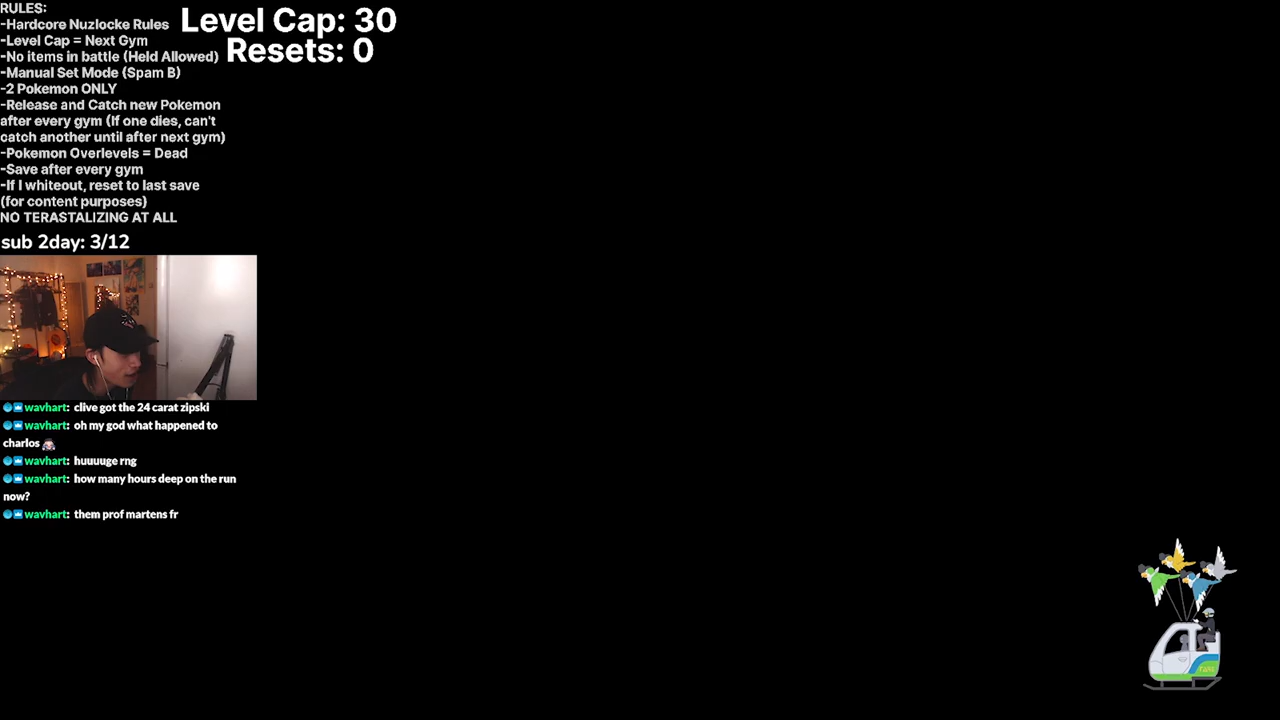 RULES:
-Hardcore Nuzlocke Rules
-Level Cap = Next Gym
-No items in battle (Held Allowed)
-Manual Set Mode (Spam B)
-2 Pokemon ONLY
-Release and Catch new Pokemon
after every gym (If one dies, can't
catch another until after next gym)
-Pokemon Overlevels = Dead
-Save after every gym
-If I whiteout, reset to last save
(for content purposes)
NO TERASTALIZING AT ALL
Level Cap: 30
Resets: 0
sub 2day: 3/12
wavhart: clive got the 24 carat zipski
wavhart: oh my god what happened to
charlos
wavhart: huuuuge rng
wavhart: how many hours deep on the run
now?
wavhart: them prof martens fr